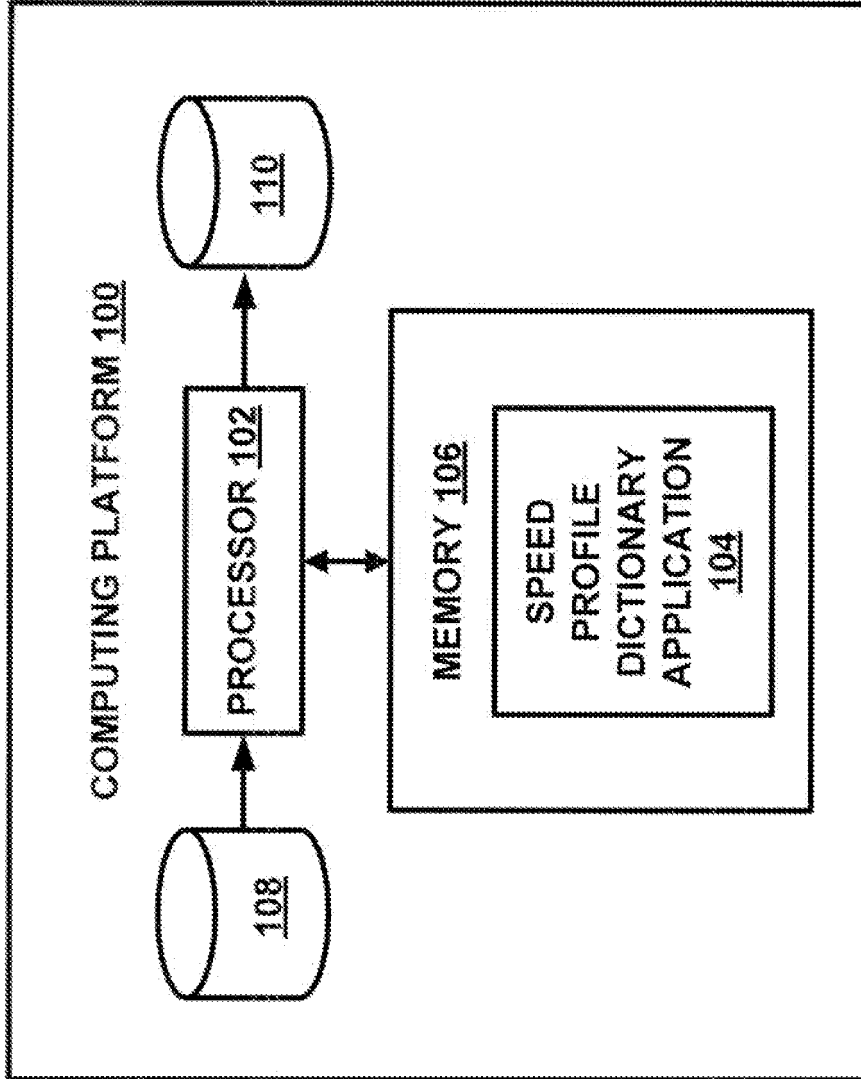 COMPUTING PLATFORM 100
108
PROCESSOR 102
110
MEMORY 106
SPEED
PROFILE
DICTIONARY
APPLICATION
104